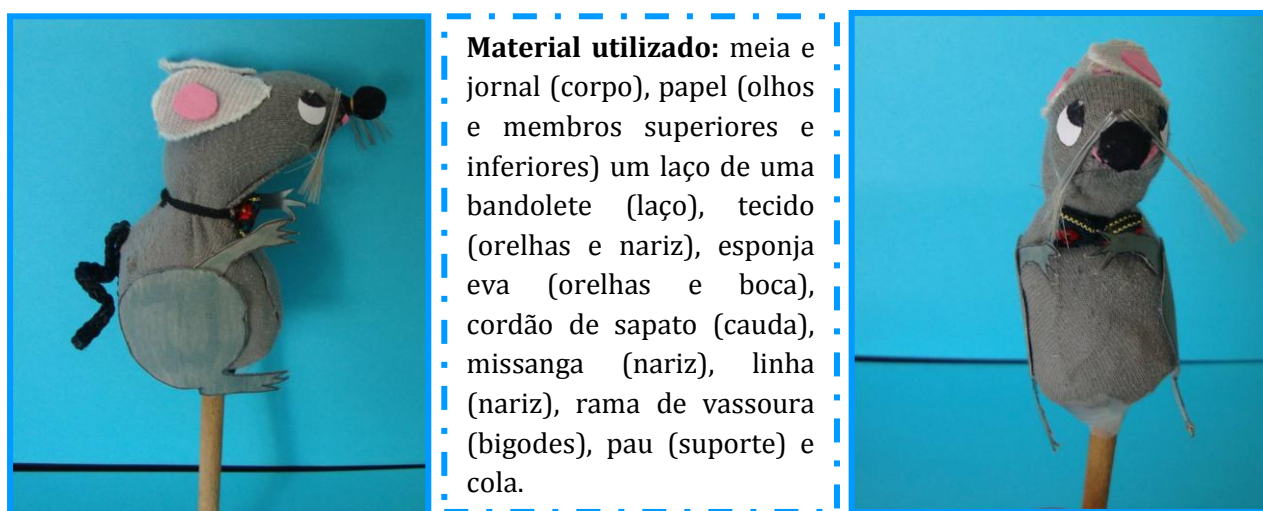 Material utilizado: meia e
jornal (corpo), papel (olhos
e membros superiores e
inferiores) um laço de uma
bandolete (laço), tecido
(orelhas e nariz), esponja
eva (orelhas e boca),
cordão de sapato (cauda),
missanga (nariz), linha
(nariz), rama de vassoura
(bigodes), pau (suporte) e
cola.